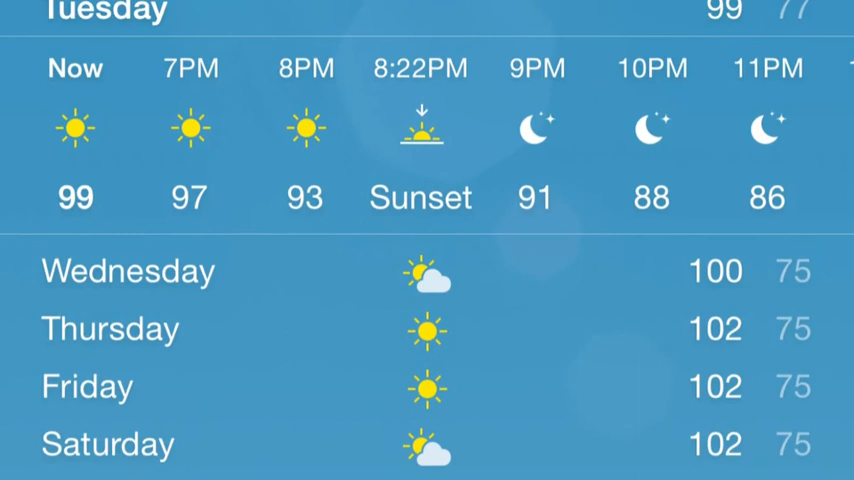 Tuesday 99 77
Now 7PM 8PM 8:22PM 9PM 10PM 11PM
99 97 93 Sunset 91 88 86
Wednesday 100 75
Thursday 102 75
Friday 102 75
Saturday 102 75